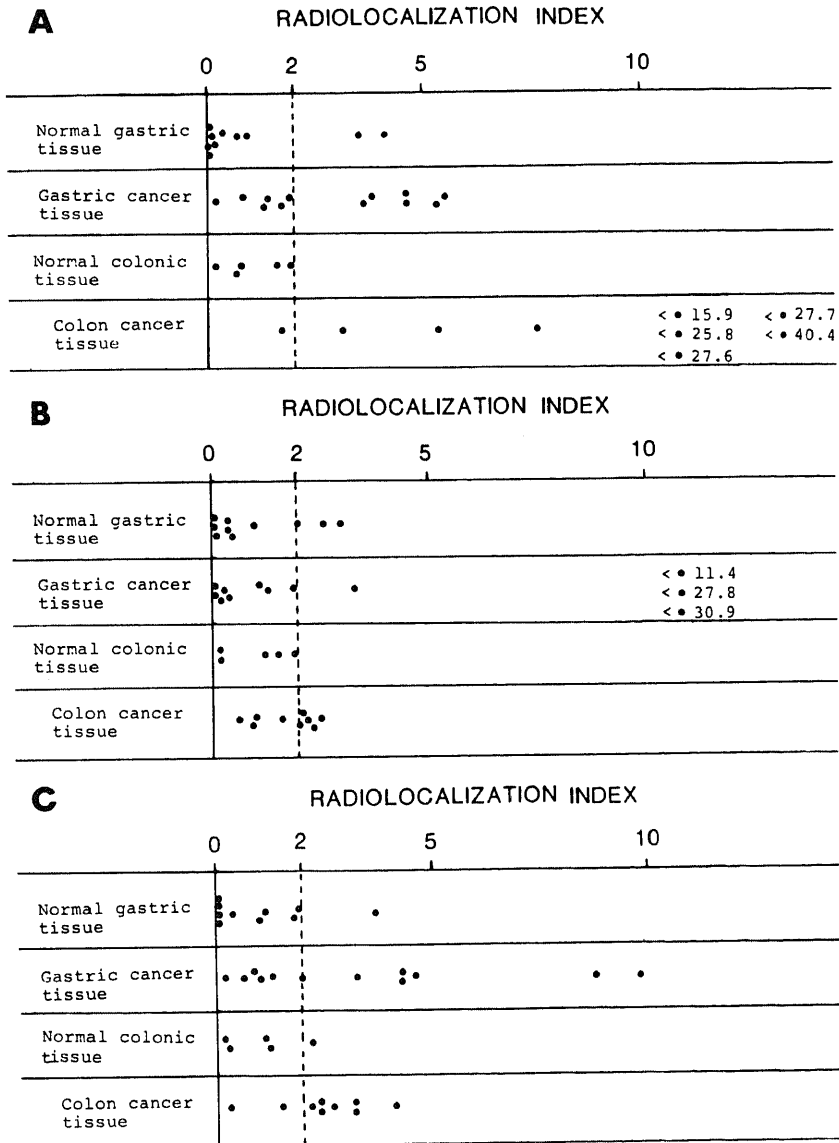 A
RADIOLOCALIZATION INDEX
0 2 5 10
Normal gastric
tissue
Gastric cancer
tissue
Normal colonic
tissue
Colon cancer
tissue
< • 15.9 < • 27.7
< • 25.8 < • 40.4
< • 27.6
B
RADIOLOCALIZATION INDEX
0 2 5 10
Normal gastric
tissue
Gastric cancer
tissue
< • 11.4
< • 27.8
< • 30.9
Normal colonic
tissue
Colon cancer
tissue
C
RADIOLOCALIZATION INDEX
0 2 5 10
Normal gastric
tissue
Gastric cancer
tissue
Normal colonic
tissue
Colon cancer
tissue